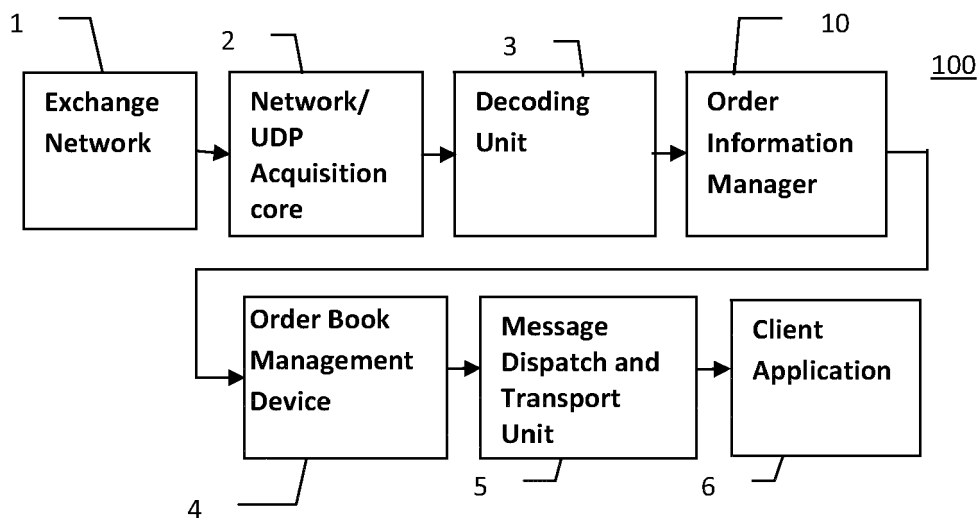 1
2
3
10
100
Exchange
Network
Network/
UDP
Acquisition
core
Decoding
Unit
Order
Information
Manager
Order Book
Management
Device
Message
Dispatch and
Transport
Unit
Client
Application
4
5
6